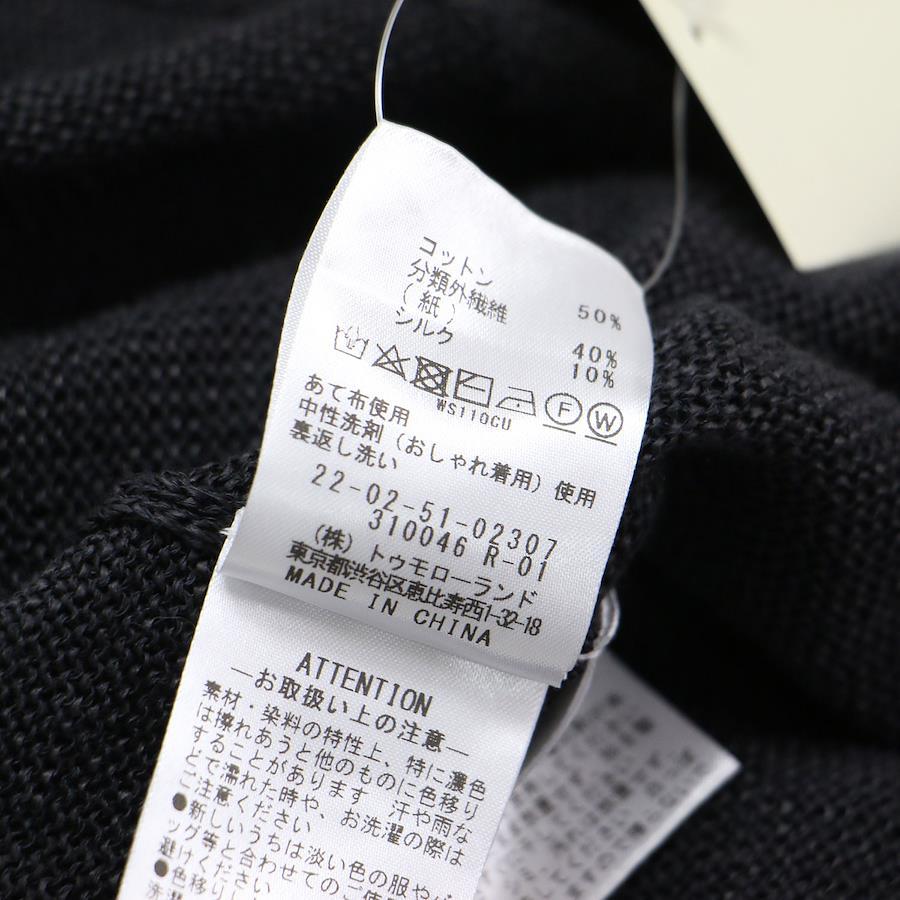 コットン 50%
分類外繊維
(紙) 40%
シルク 10%
F W
WS110CU
あて布使用
中性洗剤(おしゃれ着用)使用
裏返し洗い
22-02-51-02307
310046 R-01
(株)トゥモローランド
東京都渋谷区恵比寿西1-32-18
MADE IN CHINA
ATTENTION
—お取扱い上の注意—
素材・染料の特性上、特に濃色
は擦れあうと他のものに色移り
することがあります 汗や雨な
どで濡れた時や、お洗濯の際は
ご注意ください
●新しいうちは淡い色の服やバ
ッグ等と合わせてのご使
避けください
●色移りし
洗